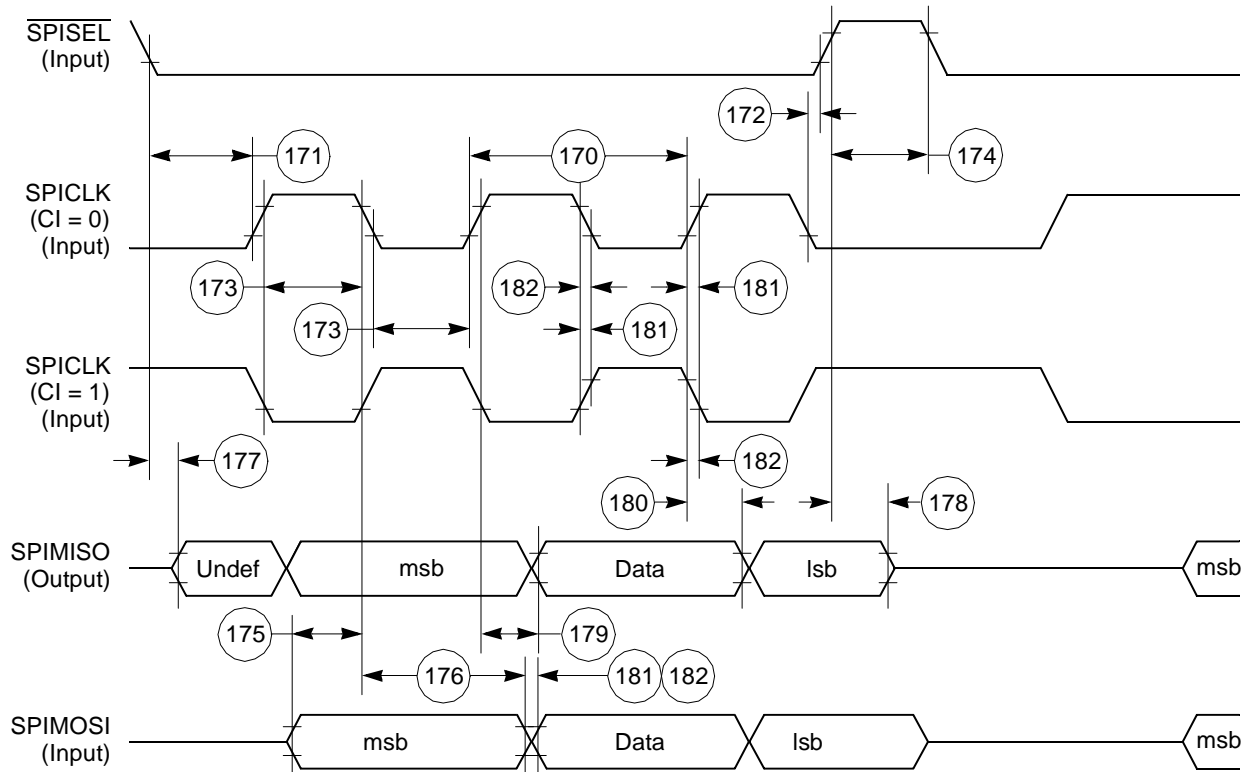 SPISEL
(Input)
172
171
170
174
SPICLK
(CI = 0)
(Input)
173
182
181
173
181
SPICLK
(CI = 1)
(Input)
177
182
180
178
SPIMISO
(Output)
Undef
msb
Data
lsb
msb
175
179
176
181
182
SPIMOSI
(Input)
msb
Data
lsb
msb